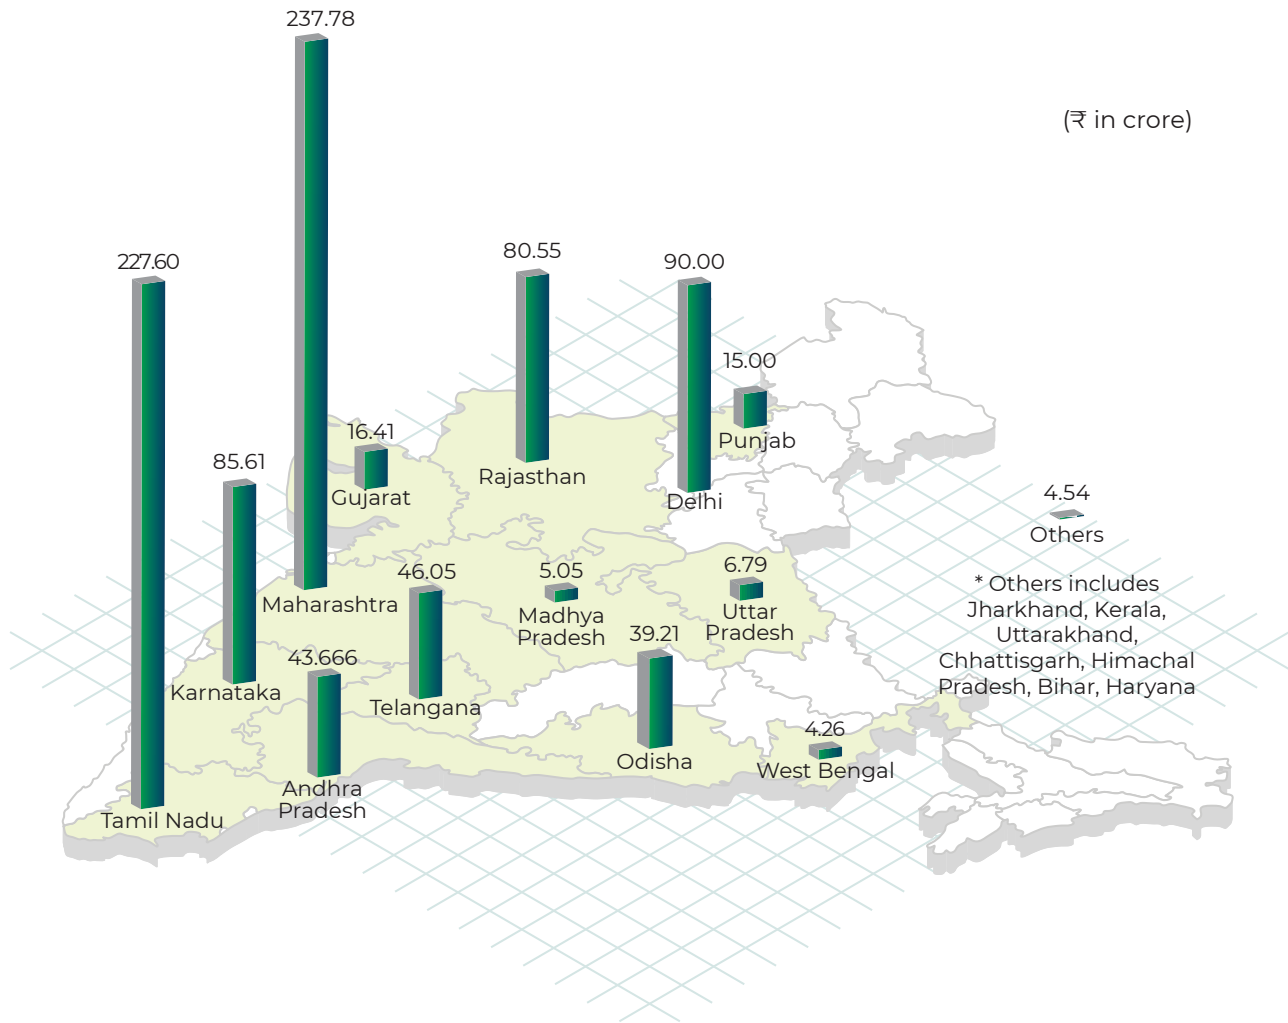 237.78
(₹ in crore)
227.60
80.55
90.00
15.00
Punjab
16.41
Gujarat
85.61
Rajasthan
Delhi
4.54
Others
Maharashtra
46.05
5.05
Madhya
Pradesh
6.79
Uttar
Pradesh
* Others includes
Jharkhand, Kerala,
Uttarakhand,
Chhattisgarh, Himachal
Pradesh, Bihar, Haryana
39.21
43.666
Karnataka
Telangana
4.26
Odisha
West Bengal
Andhra
Pradesh
Tamil Nadu